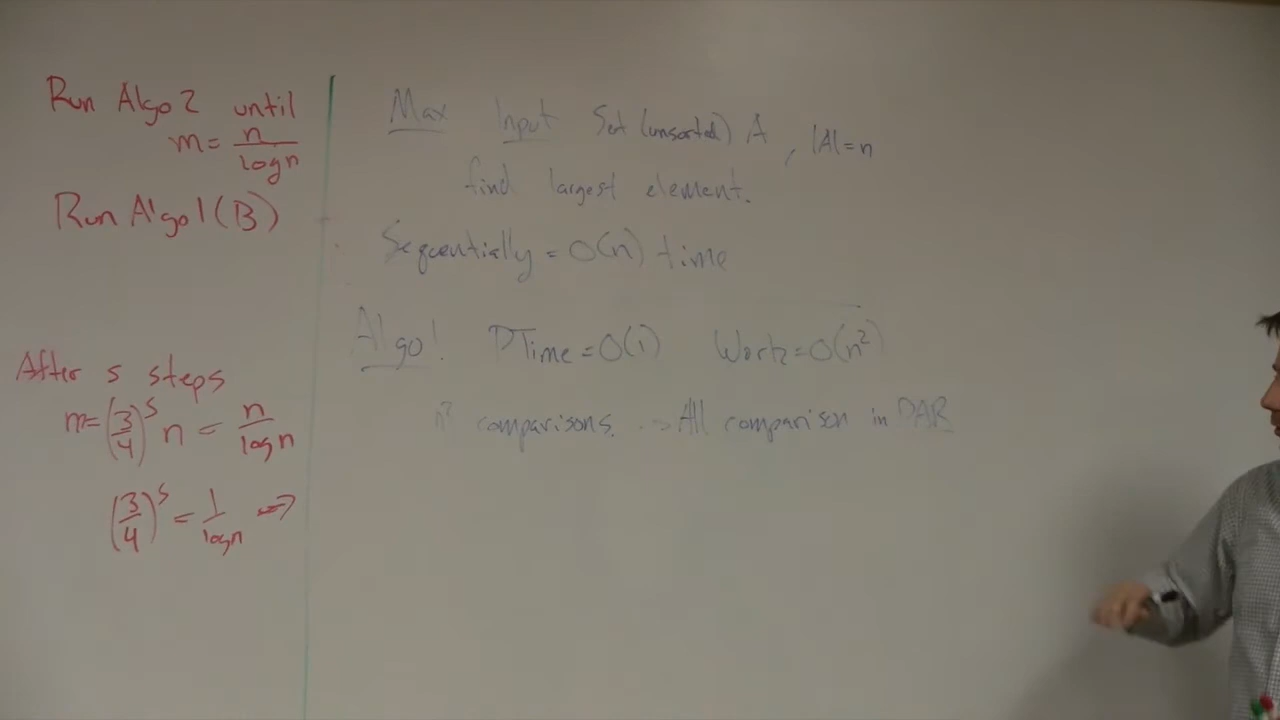 Run Algo 2 until
m = n / log n
Run Algo 1 (B)
After s steps
m = (3/4)^s n = n / log n
(3/4)^s = 1 / log n =>
Max Input Set (unsorted) A, |A| = n
find largest element.
Sequentially = O(n) time
Algo! PTime = O(1) Work = O(n²)
n² comparisons. -> All comparison in PAR